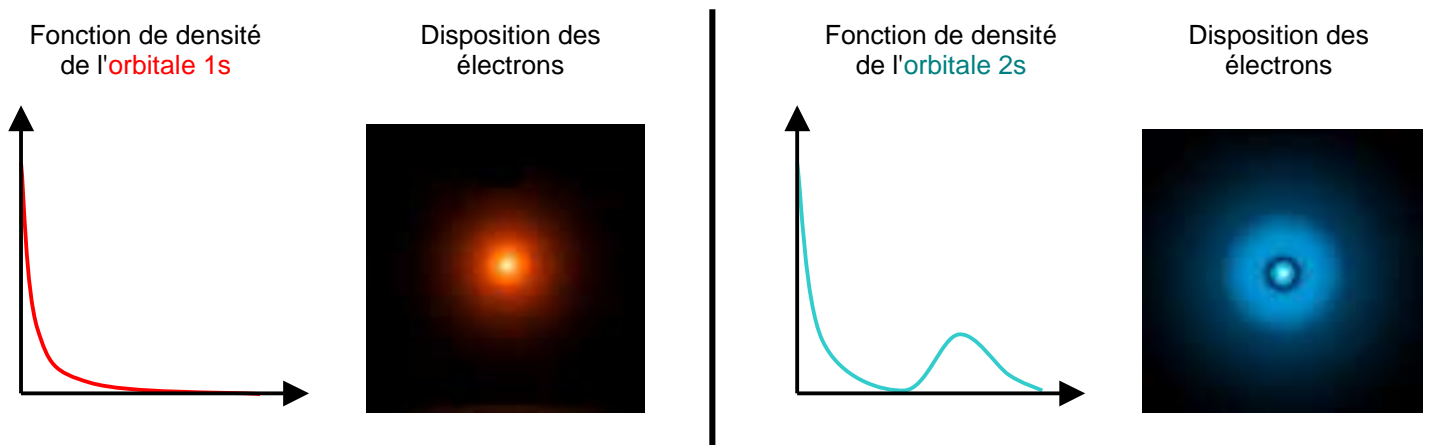 Fonction de densité
de l'orbitale 1s
Disposition des
électrons
Fonction de densité
de l'orbitale 2s
Disposition des
électrons